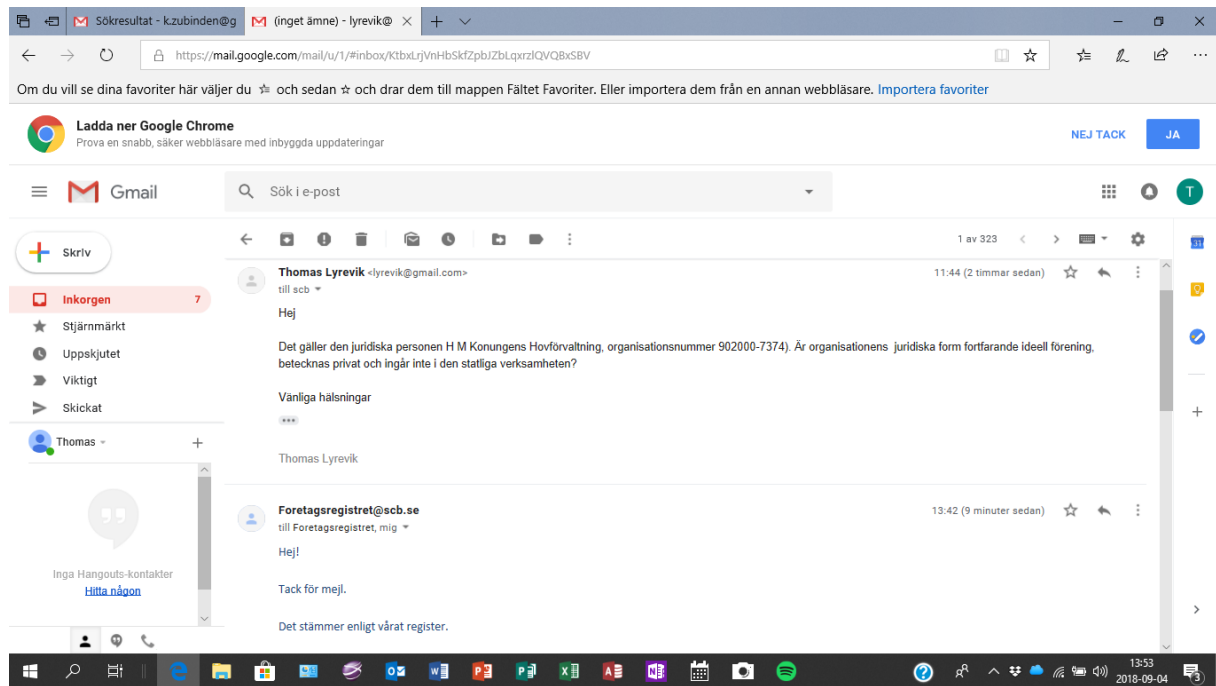 Sökresultat - k.zubinden@g
(inget ämne) - lyrevik@
https://mail.google.com/mail/u/1/#inbox/KtbxLrjVnHbSkfZpbJZbLqxrzlQVQBxSBV
Om du vill se dina favoriter här väljer du och sedan och drar dem till mappen Fältet Favoriter. Eller importera dem från en annan webbläsare. Importera favoriter
Ladda ner Google Chrome
Prova en snabb, säker webbläsare med inbyggda uppdateringar
NEJ TACK
JA
Gmail
Sök i e-post
T
Skriv
1 av 323
31
Inkorgen 7
Stjärnmärkt
Uppskjutet
Viktigt
Skickat
Thomas
Inga Hangouts-kontakter
Hitta någon
Thomas Lyrevik <lyrevik@gmail.com>
11:44 (2 timmar sedan)
till scb
Hej
Det gäller den juridiska personen H M Konungens Hovförvaltning, organisationsnummer 902000-7374). Är organisationens juridiska form fortfarande ideell förening,
betecknas privat och ingår inte i den statliga verksamheten?
Vänliga hälsningar
Thomas Lyrevik
Foretagsregistret@scb.se
13:42 (9 minuter sedan)
till Foretagsregistret, mig
Hej!
Tack för mejl.
Det stämmer enligt vårat register.
13:53
2018-09-04